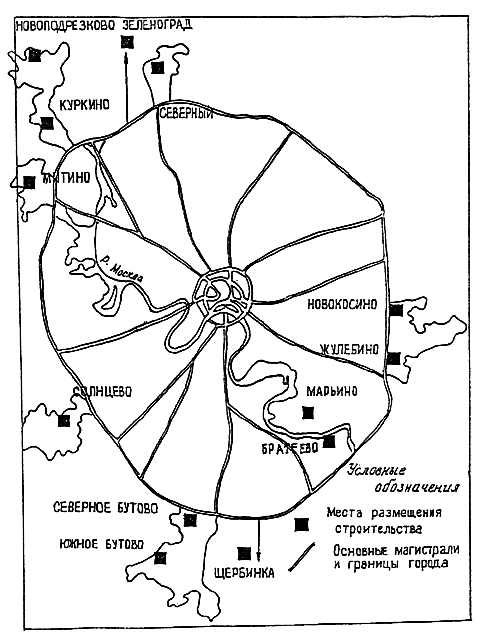 НОВОПОДРЕЗКОВО ЗЕЛЕНОГРАД
КУРКИНО
СЕВЕРНЫЙ
МИТИНО
р. Москва
НОВОКОСИНО
ЖУЛЕБИНО
СОЛНЦЕВО
МАРЬИНО
БРАТЕЕВО
Условные
обозначения
СЕВЕРНОЕ БУТОВО
Места размещения
строительства
ЮЖНОЕ БУТОВО
Основные магистрали
и границы города
ЩЕРБИНКА